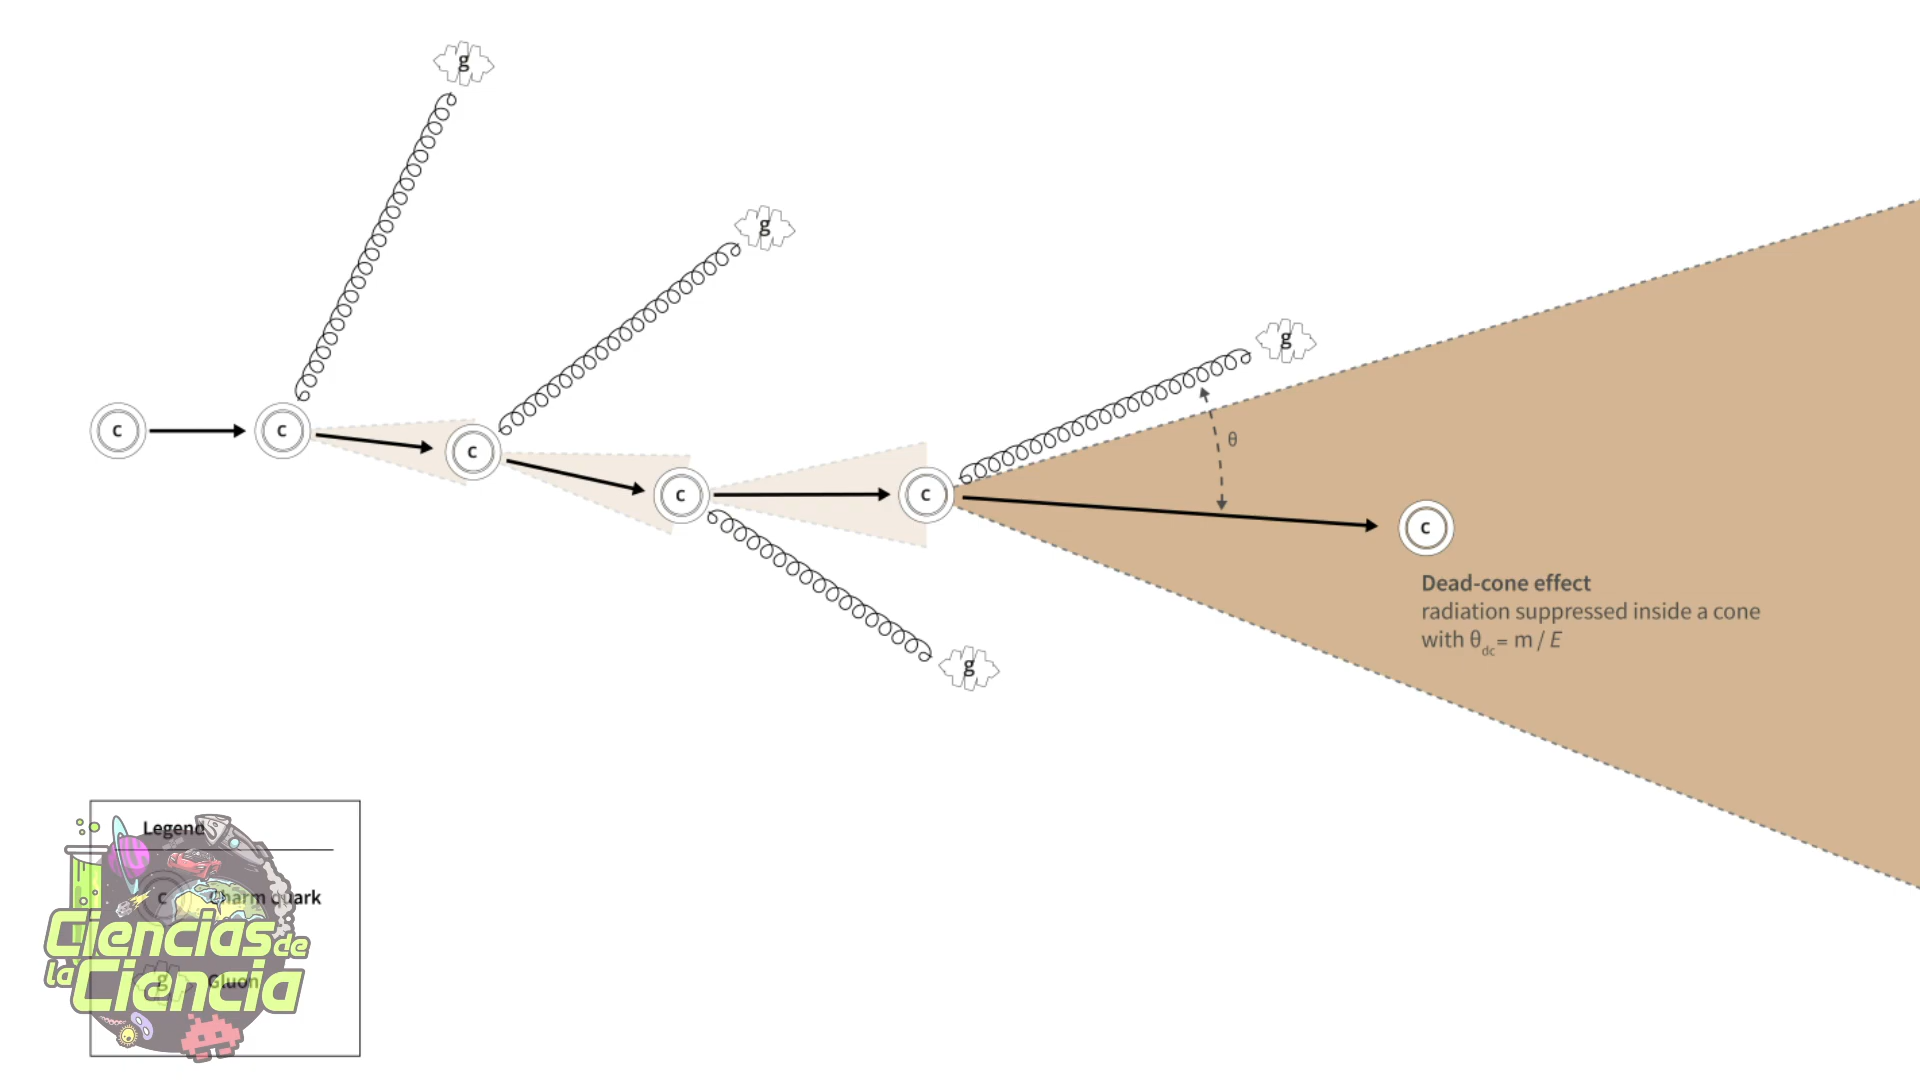 g
g
g
θ
c
c
c
c
c
c
Dead-cone effect
radiation suppressed inside a cone
with θdc = m / E
g
Legend
c Charm quark
g Gluon
Ciencias de
la Ciencia